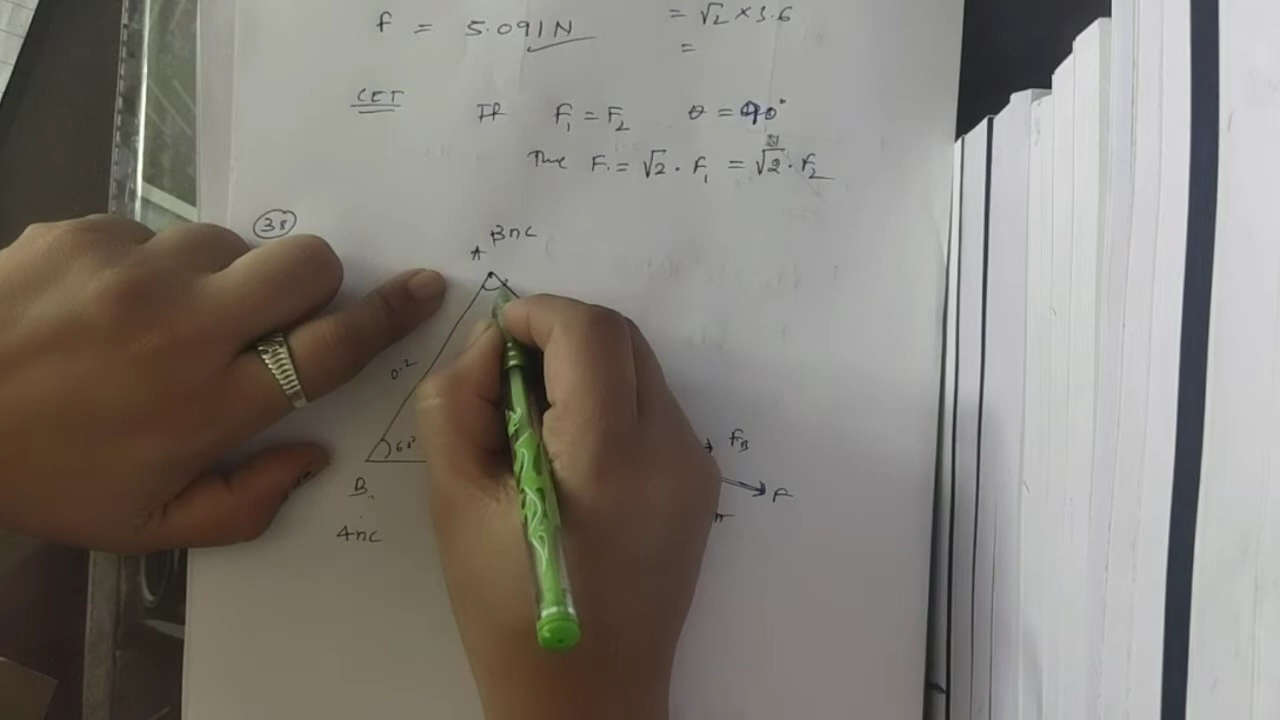 f = 5.091N = √2 × 3.6
=
CET If F₁ = F₂ θ = 90°
The F. = √2 . F₁ = √2 . F₂
38
A 3nC
0.2
60°
F_B
F
B.
4nC